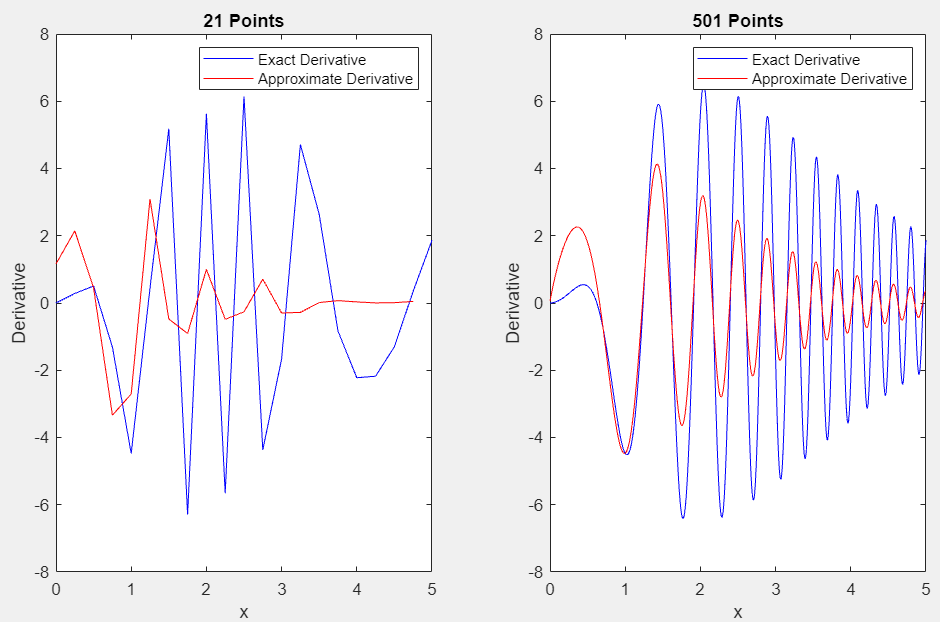 21 Points
Exact Derivative
Approximate Derivative
8
6
4
2
0
-2
-4
-6
-8
Derivative
0 1 2 3 4 5
x
501 Points
Exact Derivative
Approximate Derivative
8
6
4
2
0
-2
-4
-6
-8
Derivative
0 1 2 3 4 5
x